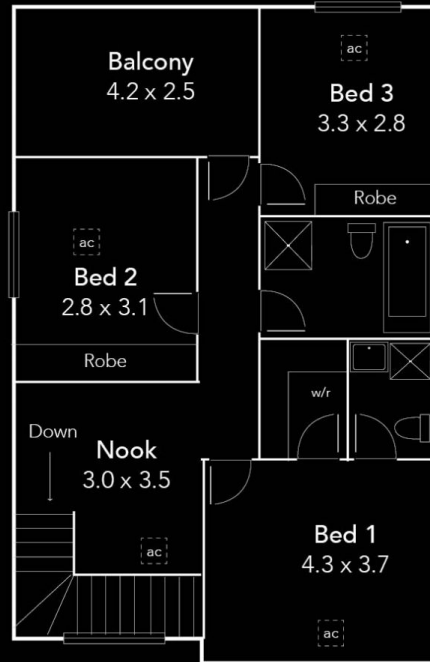 Balcony
4.2 x 2.5
ac
Bed 3
3.3 x 2.8
Robe
ac
Bed 2
2.8 x 3.1
Robe
w/r
Down
Nook
3.0 x 3.5
ac
Bed 1
4.3 x 3.7
ac